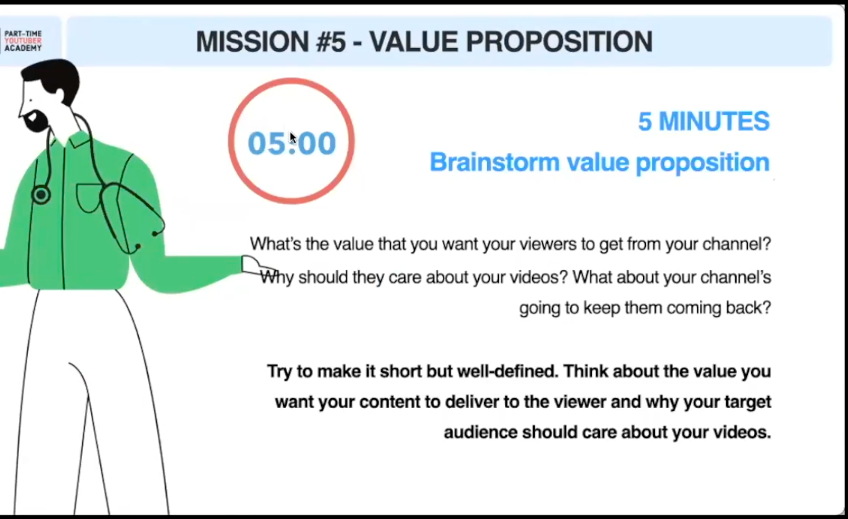 PART-TIME
YOUTUBER
ACADEMY
MISSION #5 - VALUE PROPOSITION
05:00
5 MINUTES
Brainstorm value proposition
What's the value that you want your viewers to get from your channel?
Why should they care about your videos? What about your channel's
going to keep them coming back?
Try to make it short but well-defined. Think about the value you
want your content to deliver to the viewer and why your target
audience should care about your videos.